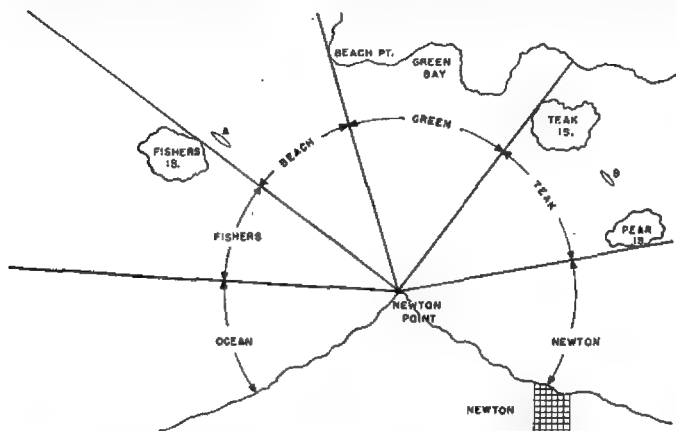 BEACH PT.
GREEN
BAY
A
BEACH
GREEN
TEAK
IS.
FISHERS
IS.
TEAK
B
FISHERS
PEAR
IS.
NEWTON
POINT
OCEAN
NEWTON
NEWTON